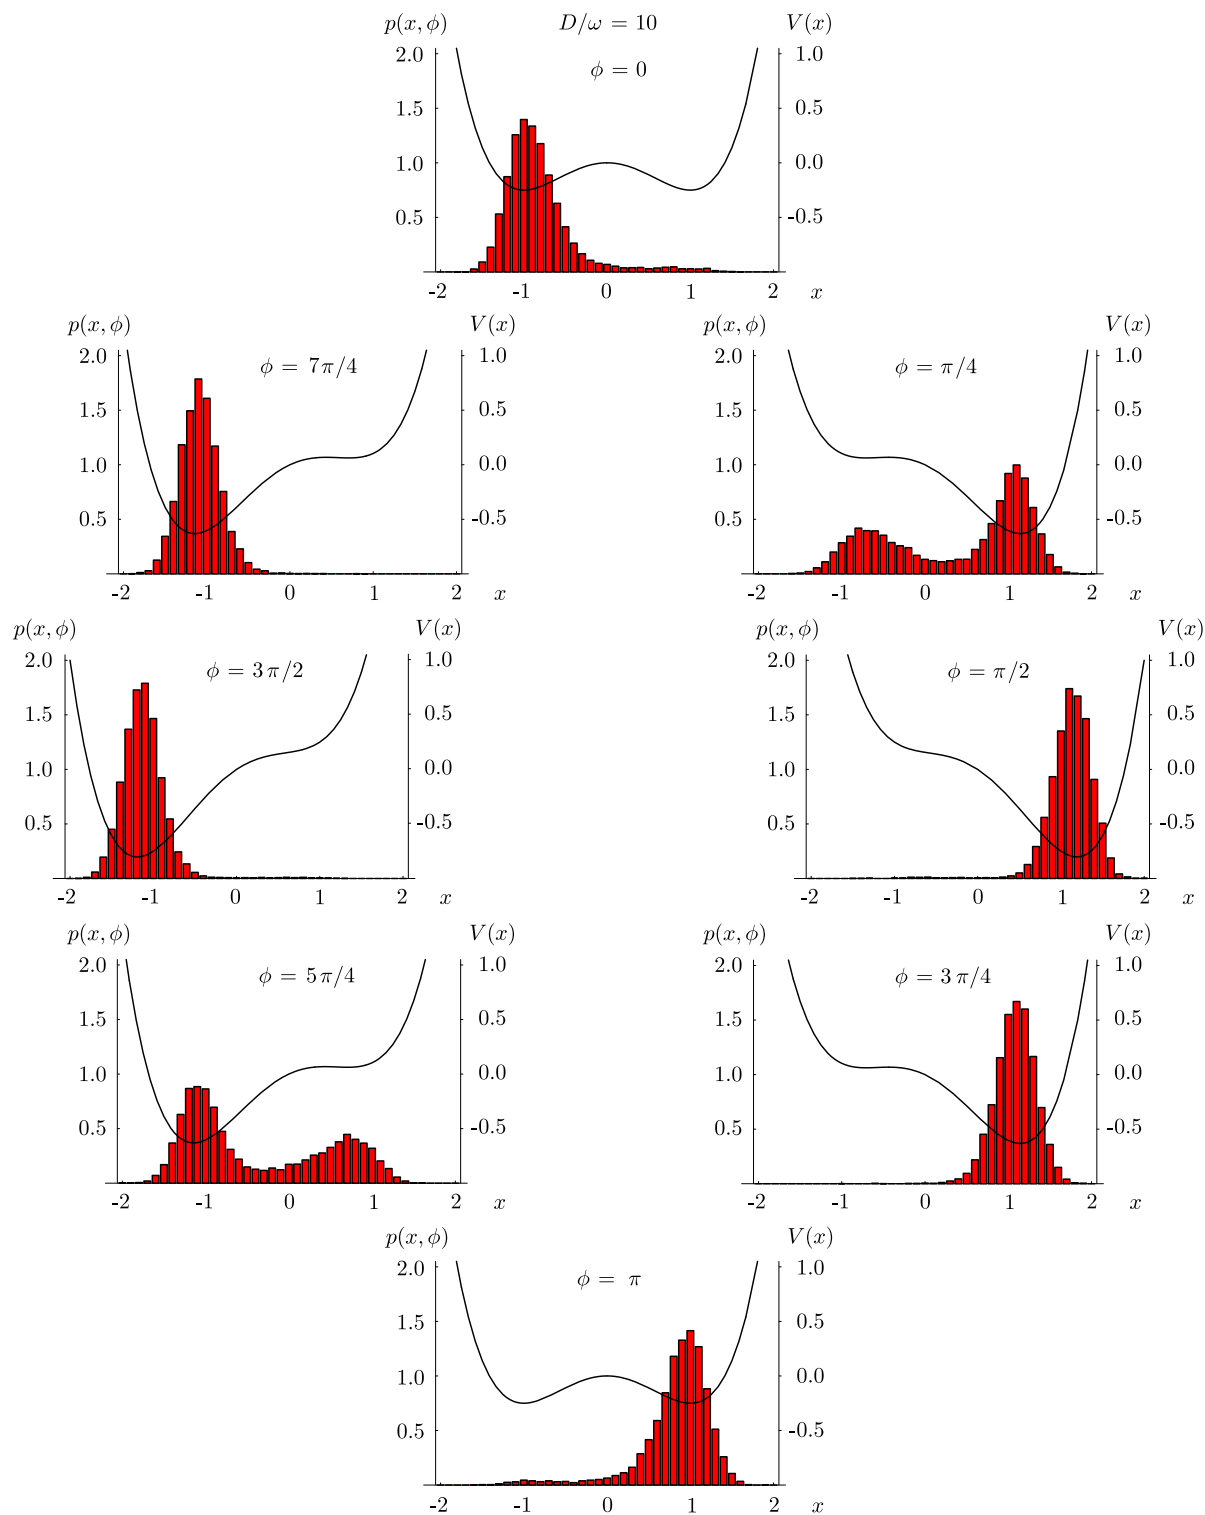 p(x, ϕ) D/ω = 10 V(x)
2.0 ϕ = 0 1.0
1.5 0.5
1.0 0.0
0.5 -0.5
-2 -1 0 1 2 x
p(x, ϕ) V(x) p(x, ϕ) V(x)
2.0 ϕ = 7π/4 1.0 2.0 ϕ = π/4 1.0
1.5 0.5 1.5 0.5
1.0 0.0 1.0 0.0
0.5 -0.5 0.5 -0.5
-2 -1 0 1 2 x -2 -1 0 1 2 x
p(x, ϕ) V(x) p(x, ϕ) V(x)
2.0 ϕ = 3π/2 1.0 2.0 ϕ = π/2 1.0
1.5 0.5 1.5 0.5
1.0 0.0 1.0 0.0
0.5 -0.5 0.5 -0.5
-2 -1 0 1 2 x -2 -1 0 1 2 x
p(x, ϕ) V(x) p(x, ϕ) V(x)
2.0 ϕ = 5π/4 1.0 2.0 ϕ = 3π/4 1.0
1.5 0.5 1.5 0.5
1.0 0.0 1.0 0.0
0.5 -0.5 0.5 -0.5
-2 -1 0 1 2 x -2 -1 0 1 2 x
p(x, ϕ) V(x)
2.0 ϕ = π 1.0
1.5 0.5
1.0 0.0
0.5 -0.5
-2 -1 0 1 2 x